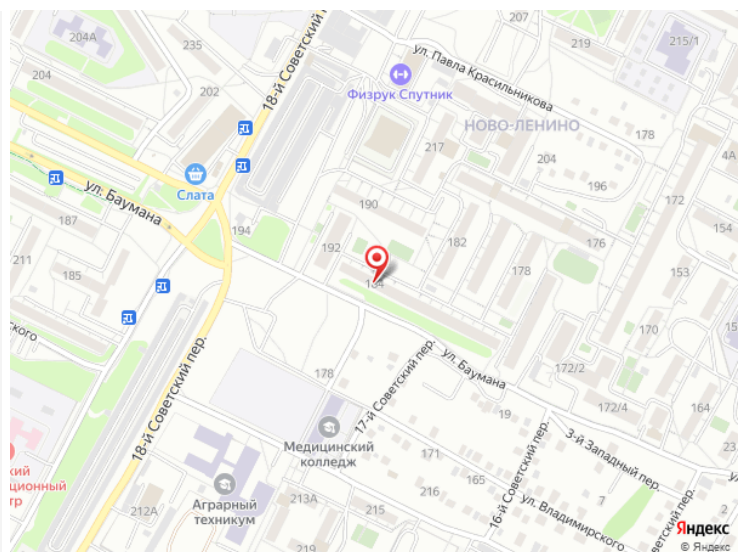 207
219
215/1
204А
235
ул. Павла Красильникова
204
202
18-й Советский пер.
Физрук Спутник
НОВО-ЛЕНИНО
178
217
204
4А
Слата
196
172
ул. Баумана
190
187
194
154
192
182
176
211
153
185
178
184
170
18-й Советский пер.
ул. Баумана
172/2
178
17-й Советский пер.
164
172/4
19
Медицинский
колледж
3-й Западный пер.
23
171
16-й Советский пер.
216
165
7
Аграрный
техникум
213А
215
ул. Владимирского
212А
219
5
Яндекс
© Яндекс